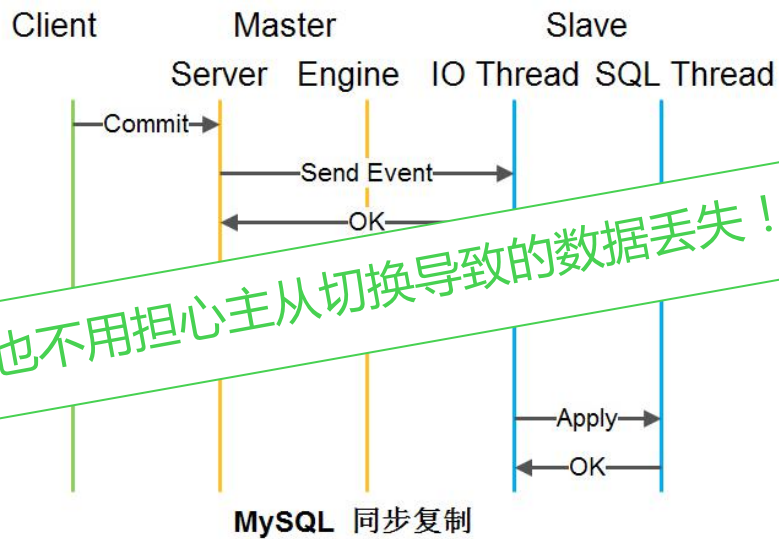 Client Master Slave
Server Engine IO Thread SQL Thread
Commit
Send Event
OK
也不用担心主从切换导致的数据丢失！
Apply
OK
MySQL 同步复制